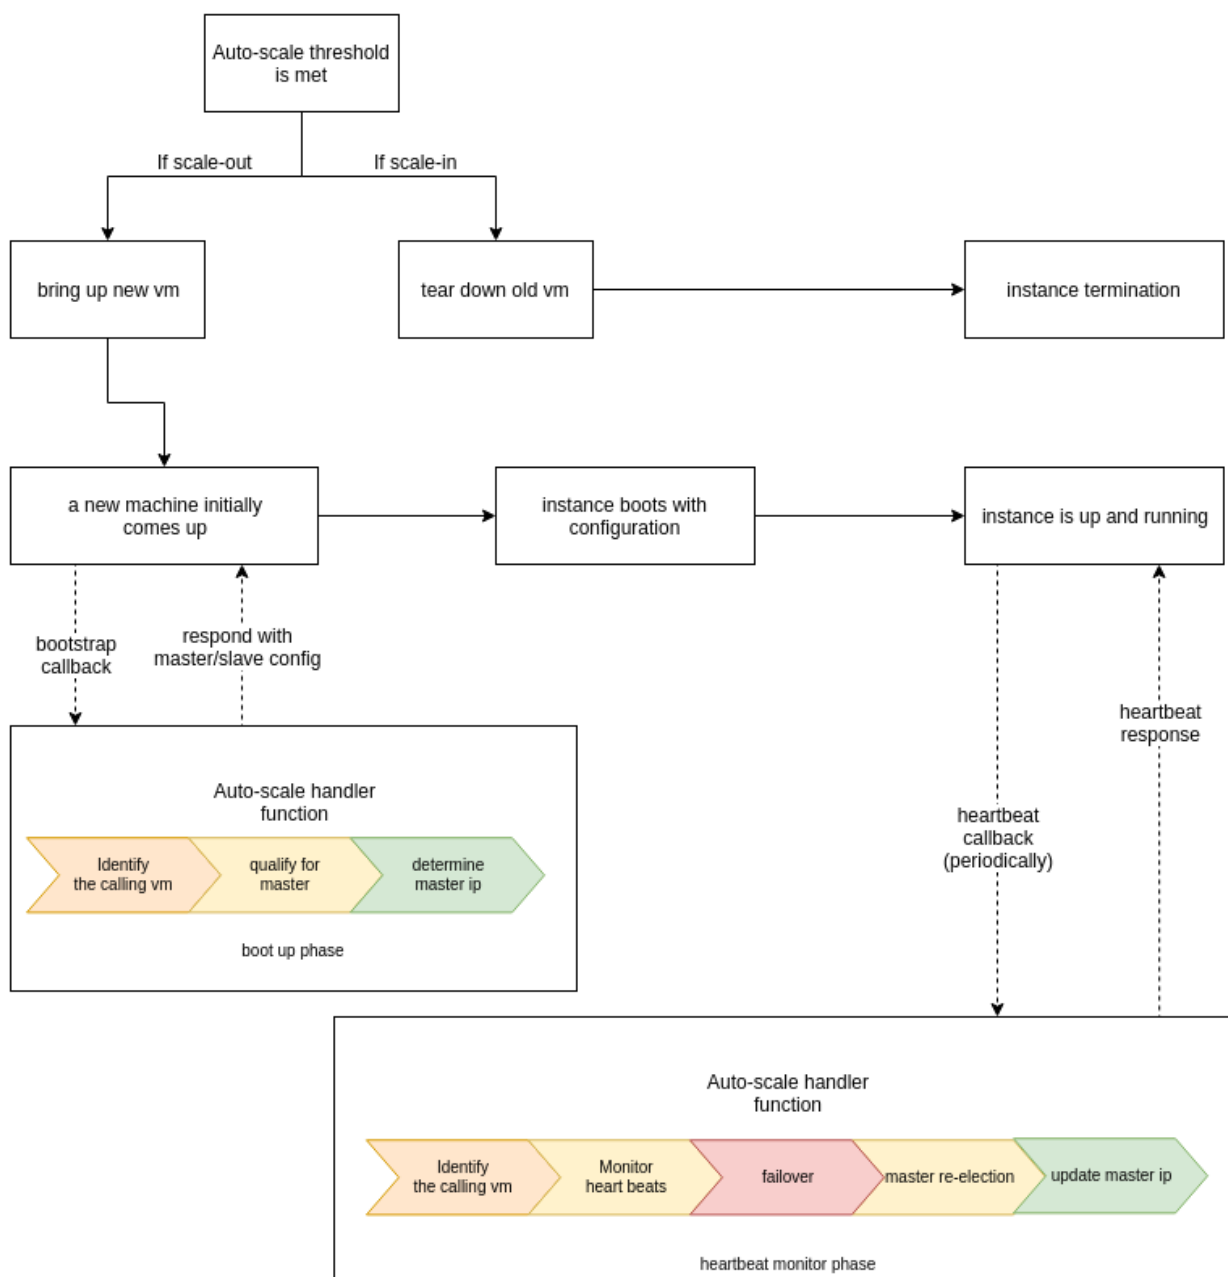 Auto-scale threshold
is met
If scale-out
If scale-in
bring up new vm
tear down old vm
instance termination
a new machine initially
comes up
instance boots with
configuration
instance is up and running
bootstrap
callback
respond with
master/slave config
heartbeat
response
Auto-scale handler
function
Identify
the calling vm
qualify for
master
determine
master ip
boot up phase
heartbeat
callback
(periodically)
Auto-scale handler
function
Identify
the calling vm
Monitor
heart beats
failover
master re-election
update master ip
heartbeat monitor phase